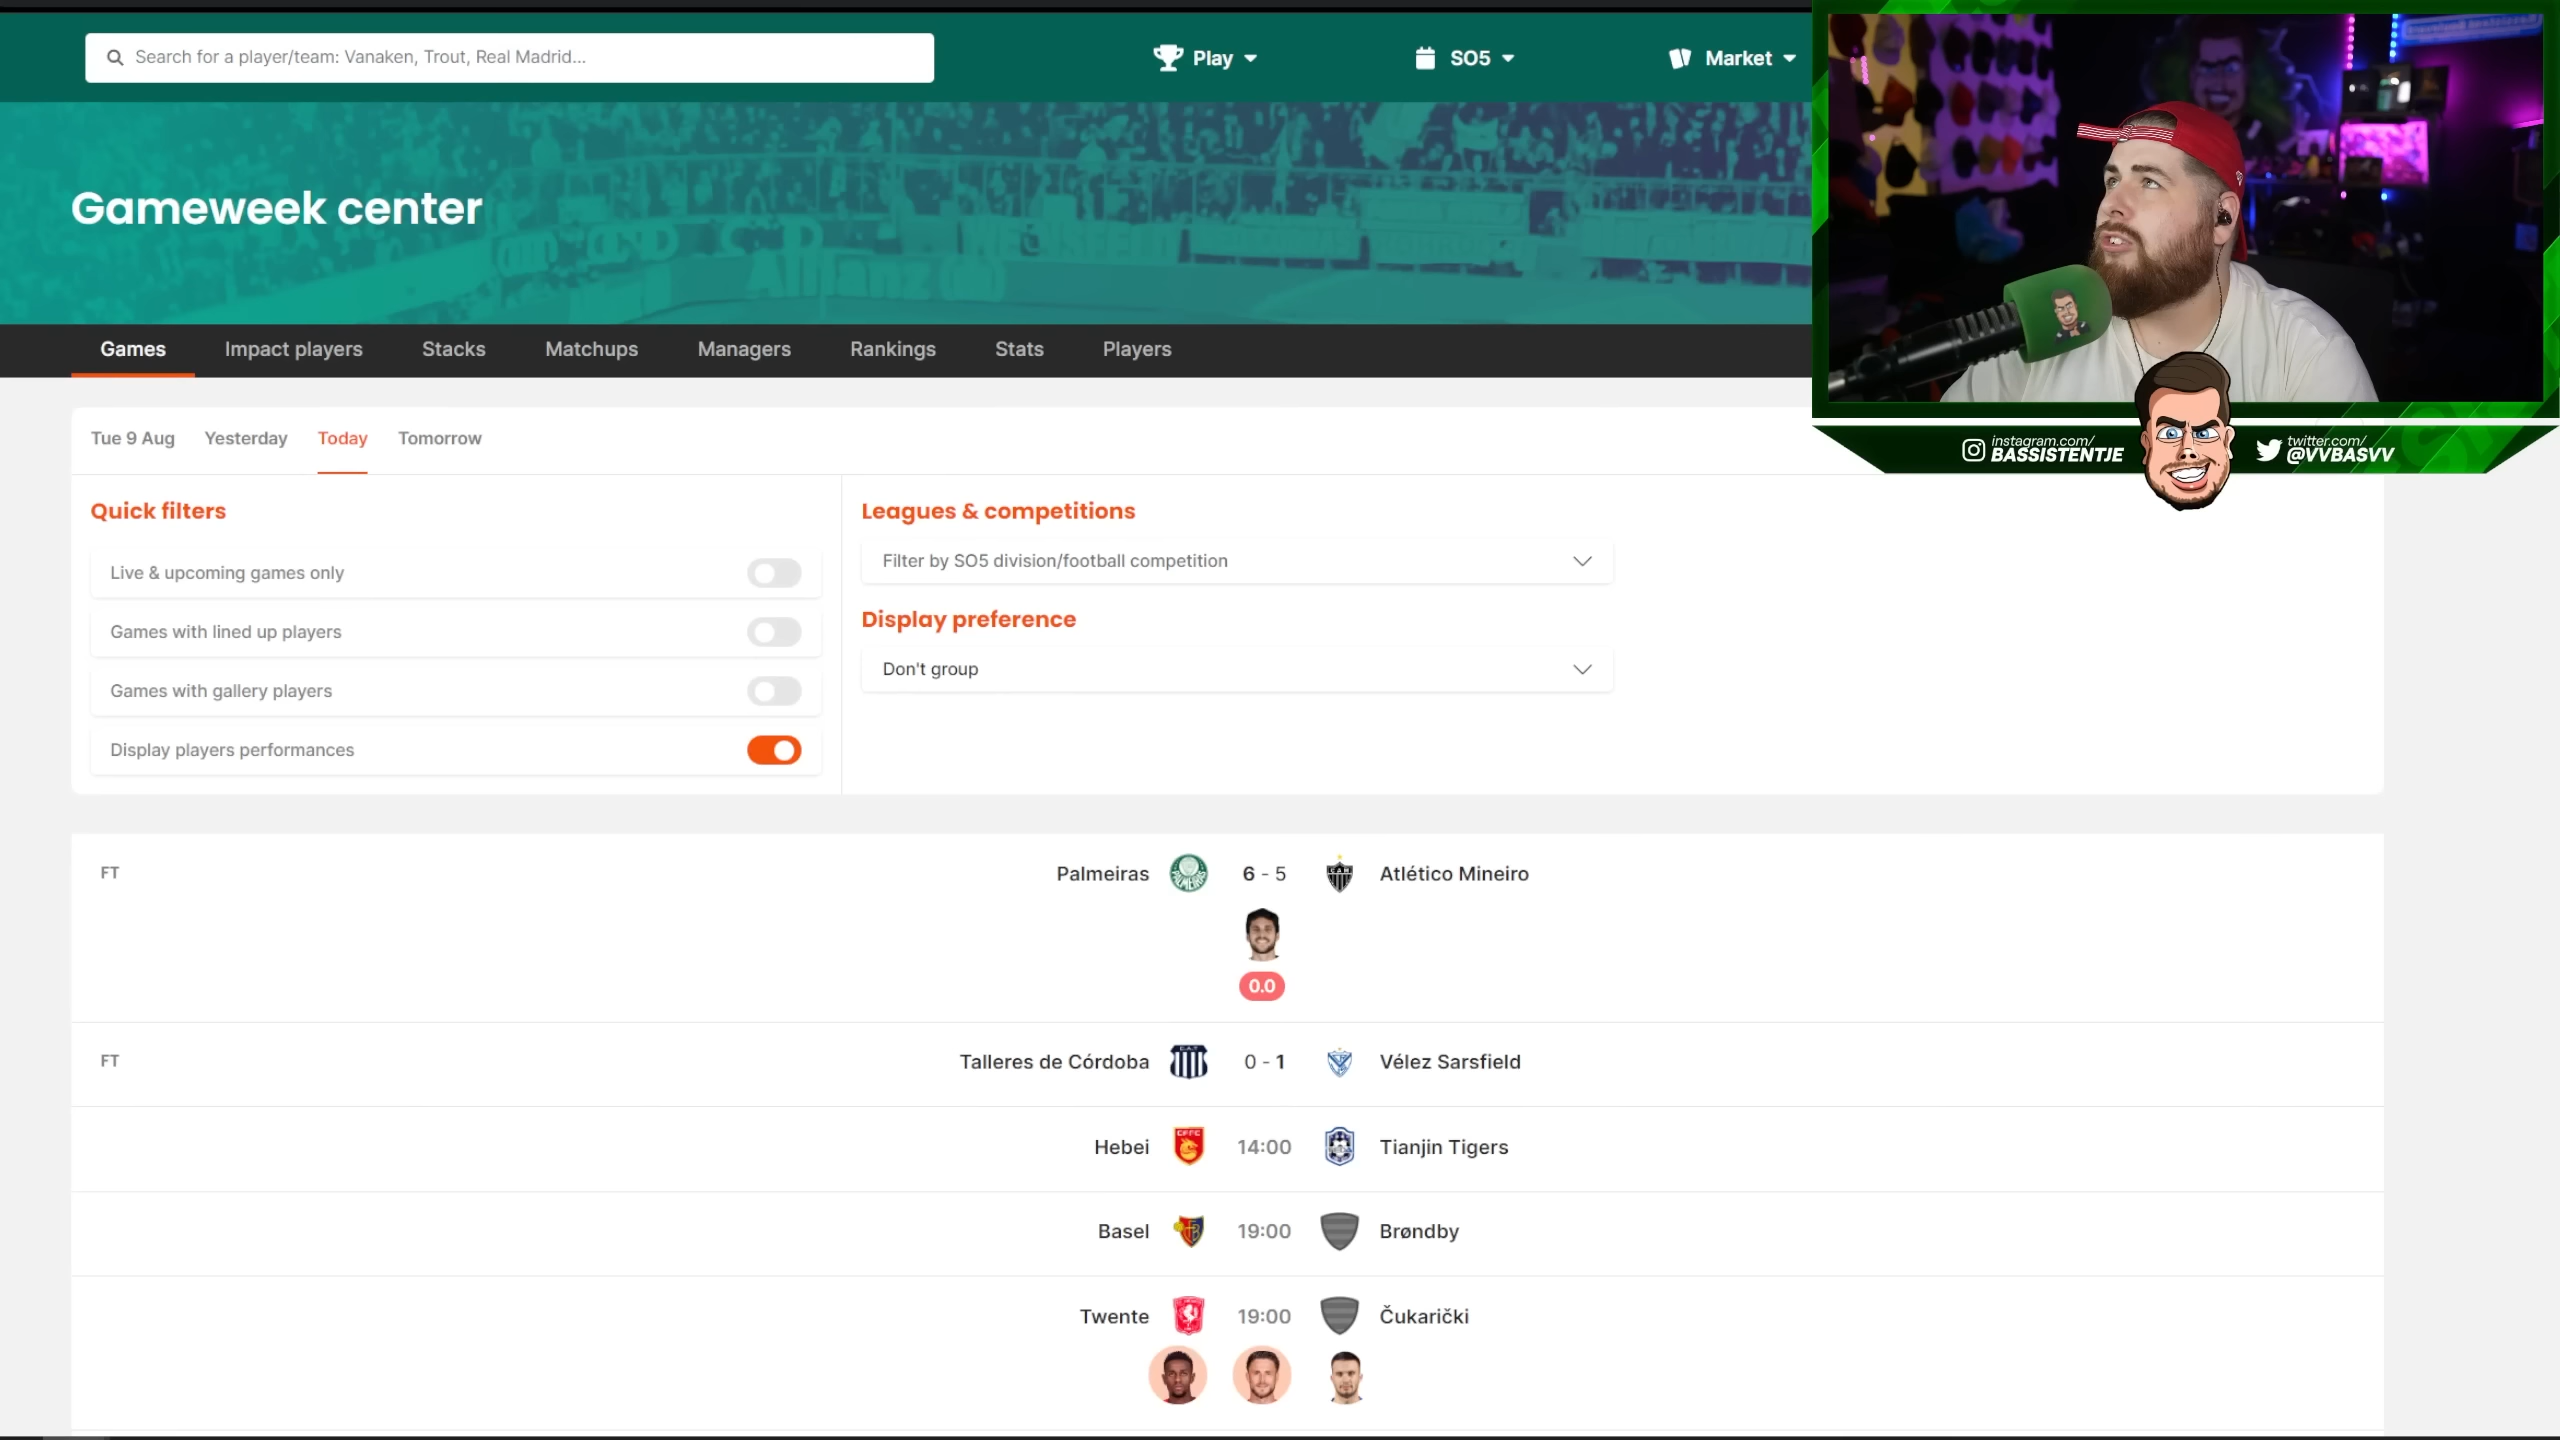 Search for a player/team: Vanaken, Trout, Real Madrid...
Play
SO5
Market
Gameweek center
Games
Impact players
Stacks
Matchups
Managers
Rankings
Stats
Players
instagram.com/
BASSISTENTJE
twitter.com/
@VVBASVV
Tue 9 Aug
Yesterday
Today
Tomorrow
Quick filters
Live & upcoming games only
Games with lined up players
Games with gallery players
Display players performances
Leagues & competitions
Filter by SO5 division/football competition
Display preference
Don't group
FT
Palmeiras 6 - 5 Atlético Mineiro
0.0
FT
Talleres de Córdoba 0 - 1 Vélez Sarsfield
Hebei 14:00 Tianjin Tigers
Basel 19:00 Brøndby
Twente 19:00 Čukarički